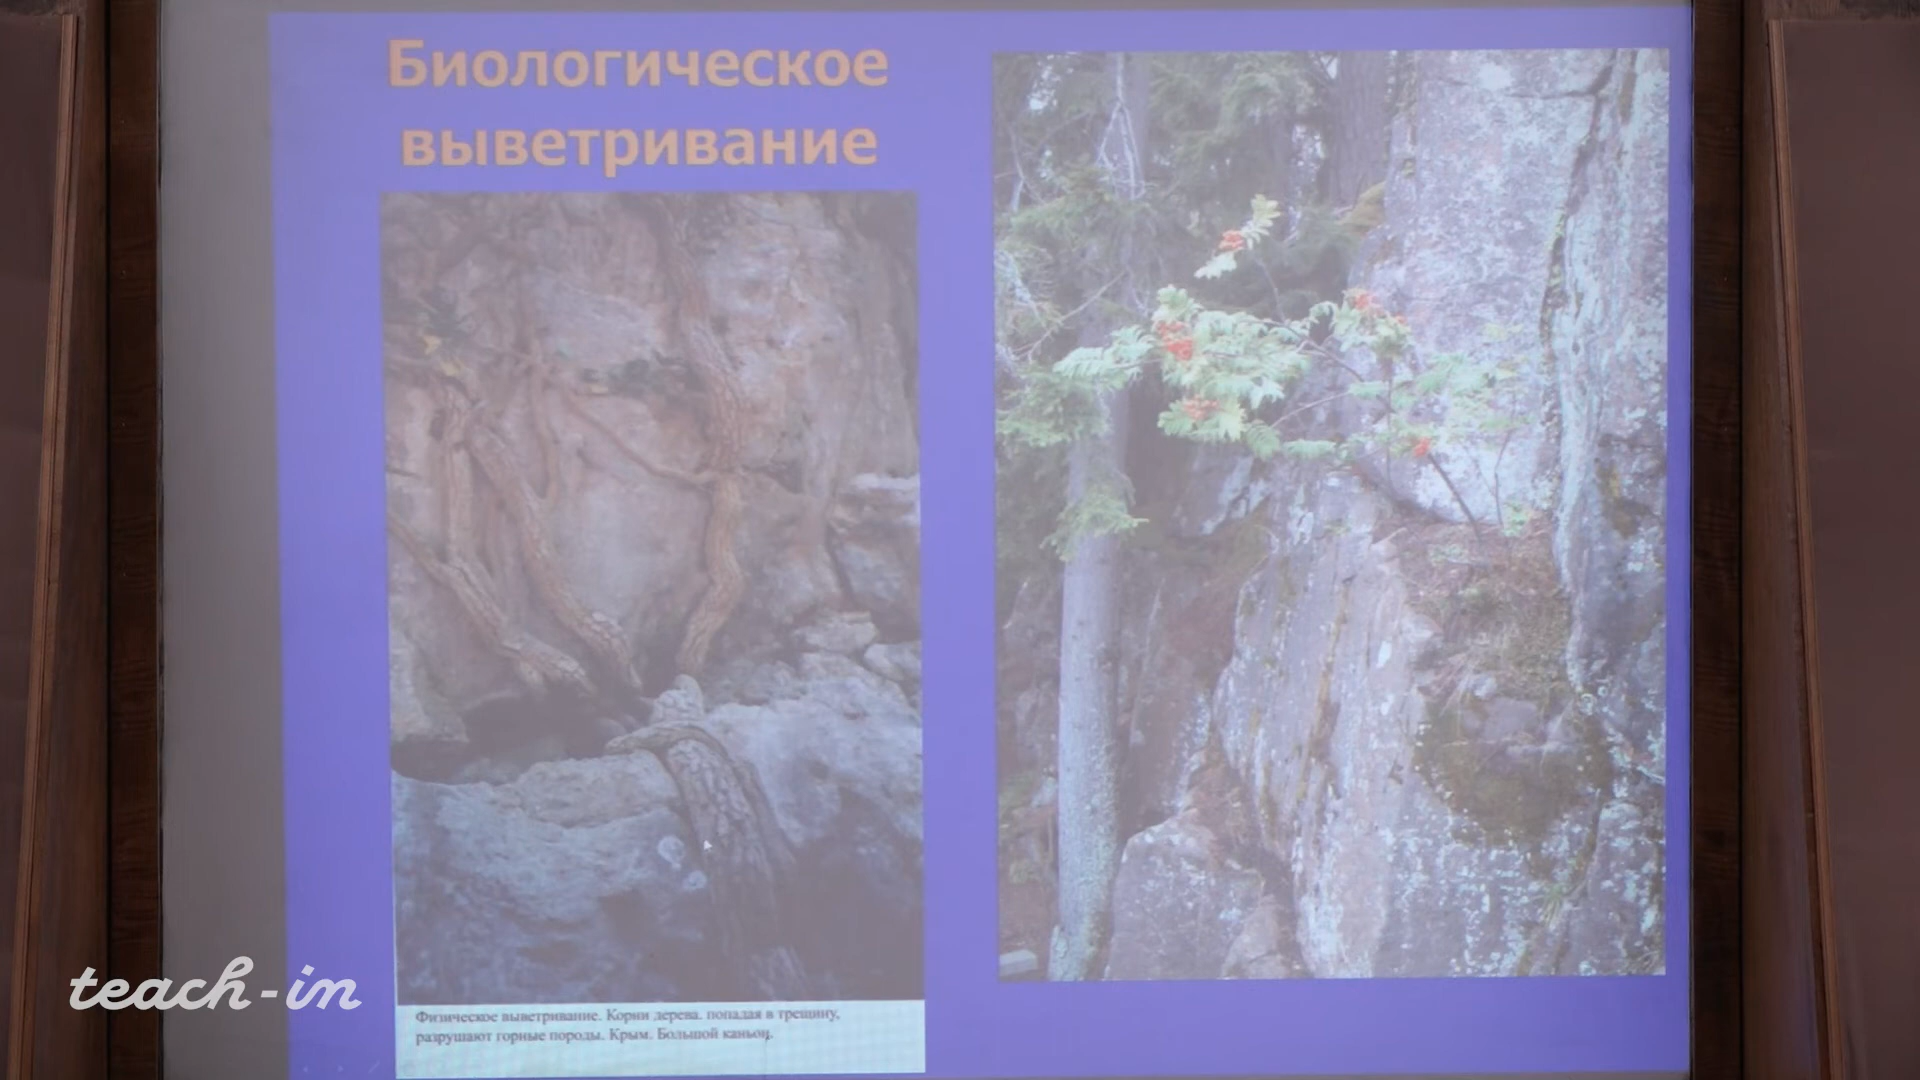 Биологическое
выветривание
Физическое выветривание. Корни дерева, попадая в трещину,
разрушают горные породы. Крым. Большой каньон.
teach-in